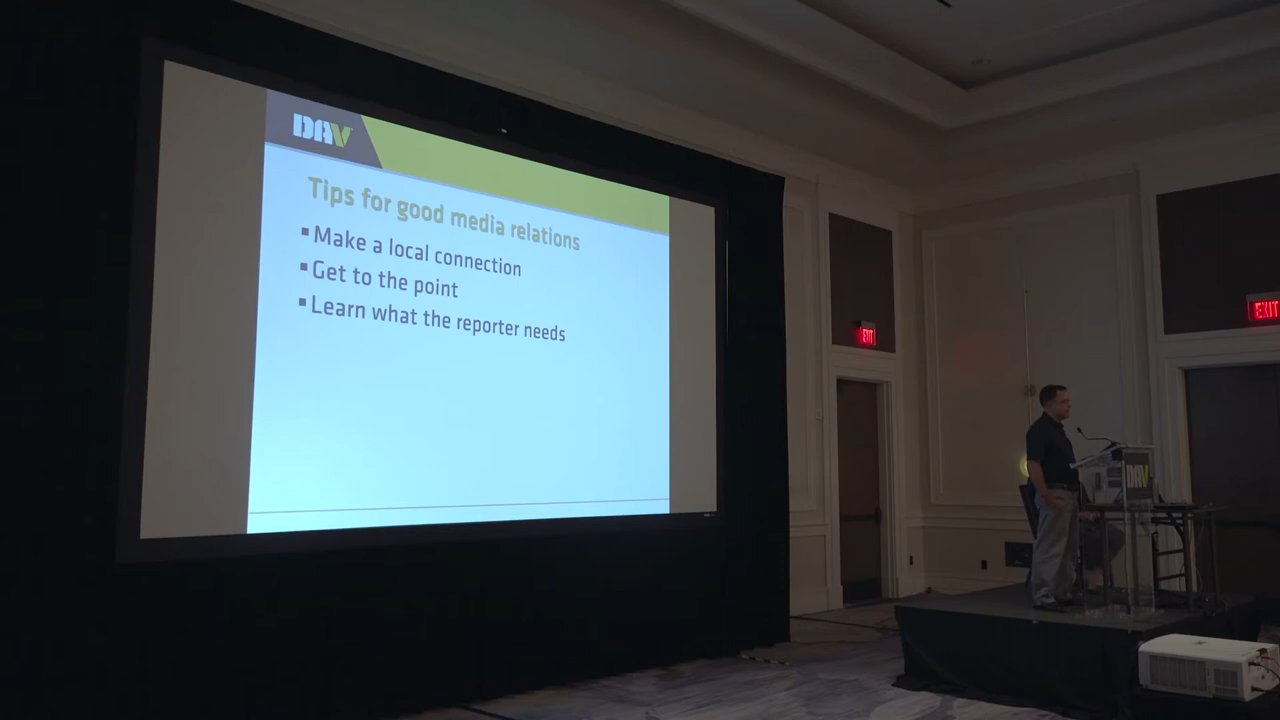 DAV
Tips for good media relations
▪ Make a local connection
▪ Get to the point
▪ Learn what the reporter needs
EXIT
EXIT
DAV